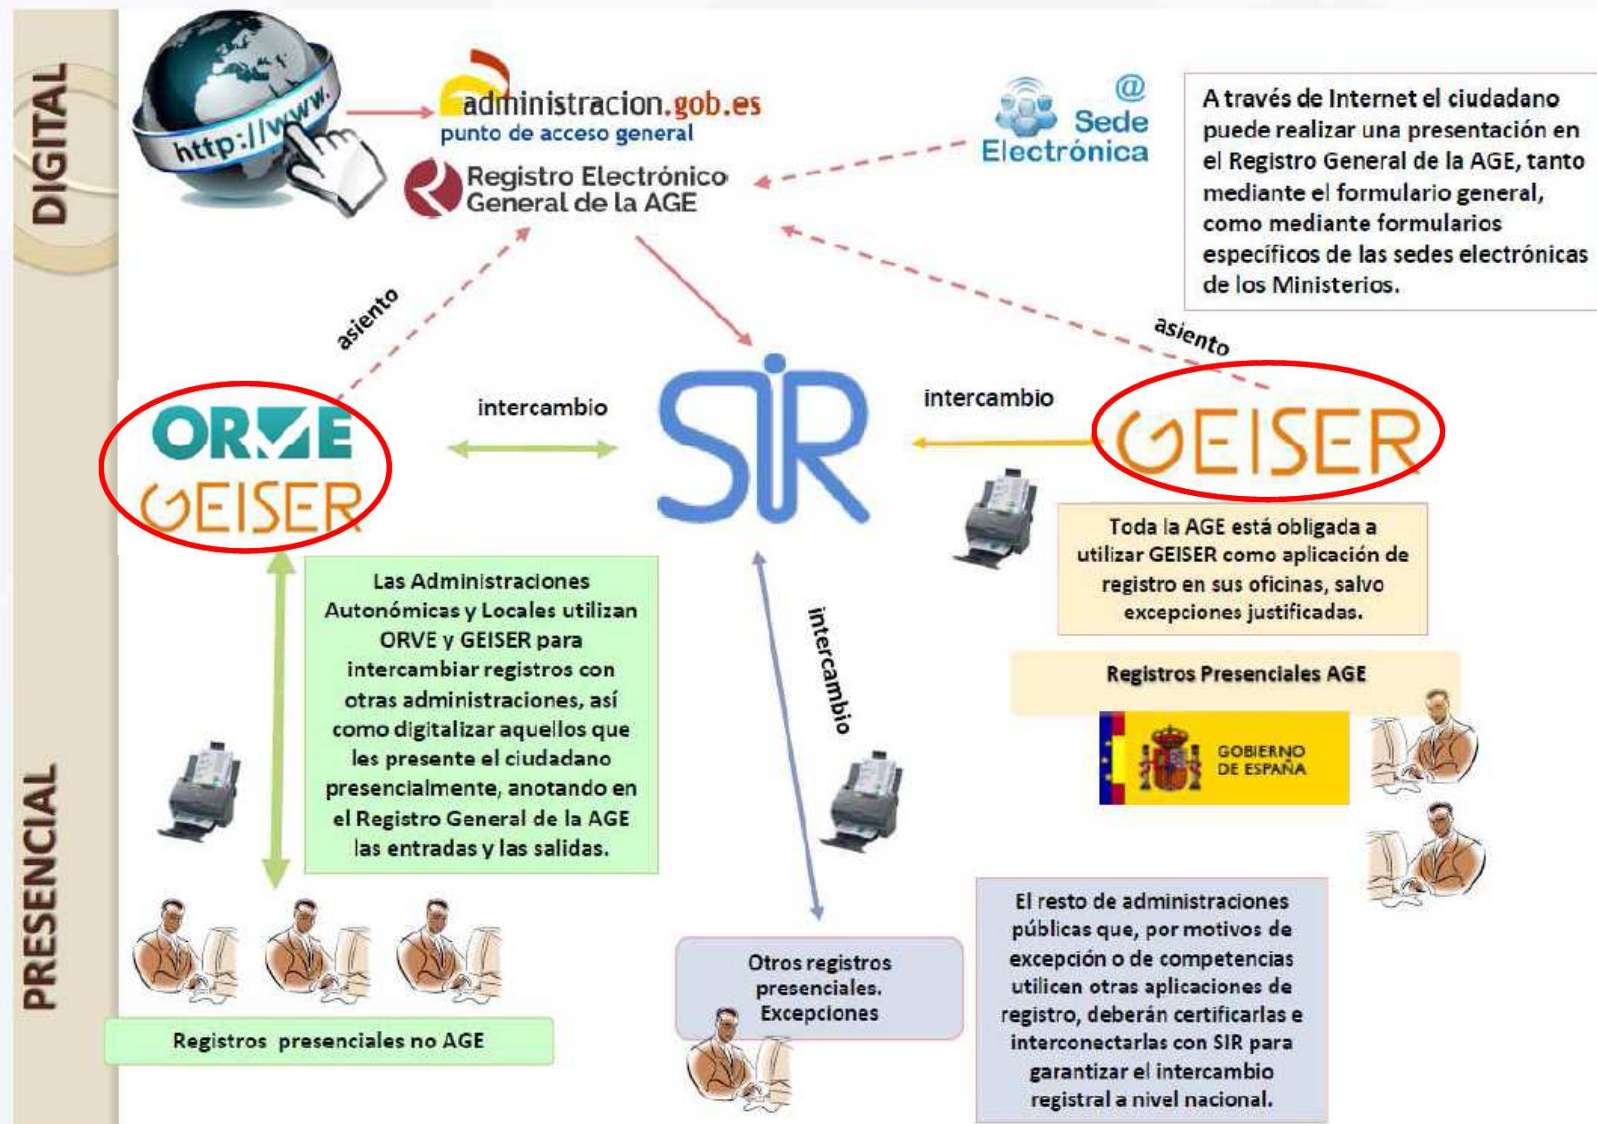 DIGITAL
http://www.
administracion.gob.es
punto de acceso general
Registro Electrónico
General de la AGE
@
Sede
Electrónica
A través de Internet el ciudadano
puede realizar una presentación en
el Registro General de la AGE, tanto
mediante el formulario general,
como mediante formularios
específicos de las sedes electrónicas
de los Ministerios.
asiento
asiento
ORVE
GEISER
intercambio
SIR
intercambio
GEISER
Toda la AGE está obligada a
utilizar GEISER como aplicación de
registro en sus oficinas, salvo
excepciones justificadas.
Las Administraciones
Autonómicas y Locales utilizan
ORVE y GEISER para
intercambiar registros con
otras administraciones, así
como digitalizar aquellos que
les presente el ciudadano
presencialmente, anotando en
el Registro General de la AGE
las entradas y las salidas.
intercambio
Registros Presenciales AGE
GOBIERNO
DE ESPAÑA
PRESENCIAL
Registros presenciales no AGE
Otros registros
presenciales.
Excepciones
El resto de administraciones
públicas que, por motivos de
excepción o de competencias
utilicen otras aplicaciones de
registro, deberán certificarlas e
interconectarlas con SIR para
garantizar el intercambio
registral a nivel nacional.